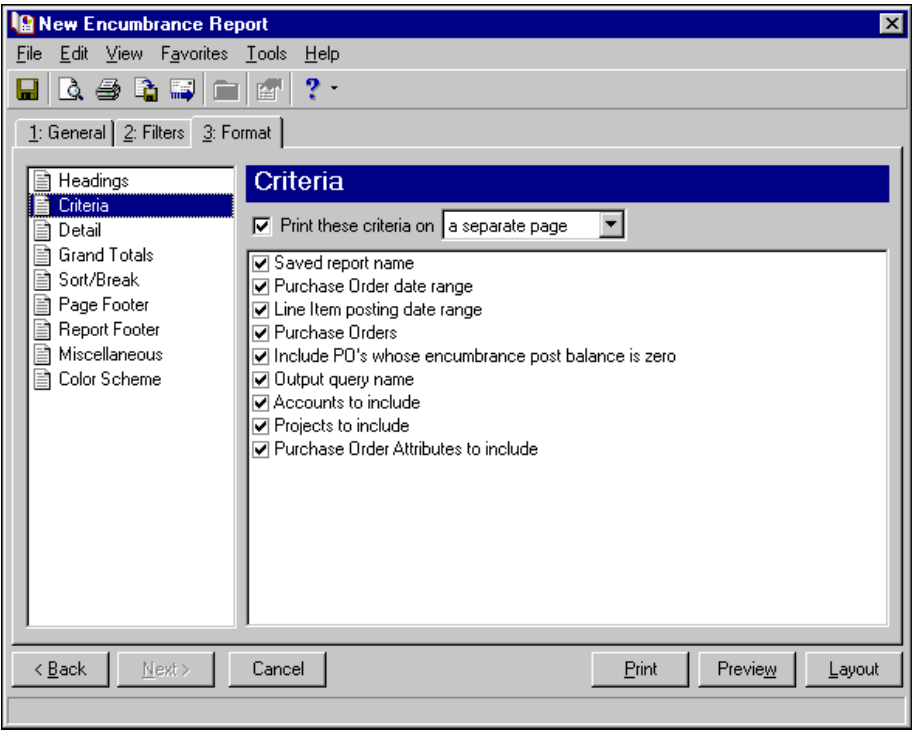 New Encumbrance Report
File Edit View Favorites Tools Help
?
1: General 2: Filters 3: Format
Headings
Criteria
Detail
Grand Totals
Sort/Break
Page Footer
Report Footer
Miscellaneous
Color Scheme
Criteria
Print these criteria on a separate page
Saved report name
Purchase Order date range
Line Item posting date range
Purchase Orders
Include PO's whose encumbrance post balance is zero
Output query name
Accounts to include
Projects to include
Purchase Order Attributes to include
< Back Next > Cancel Print Preview Layout